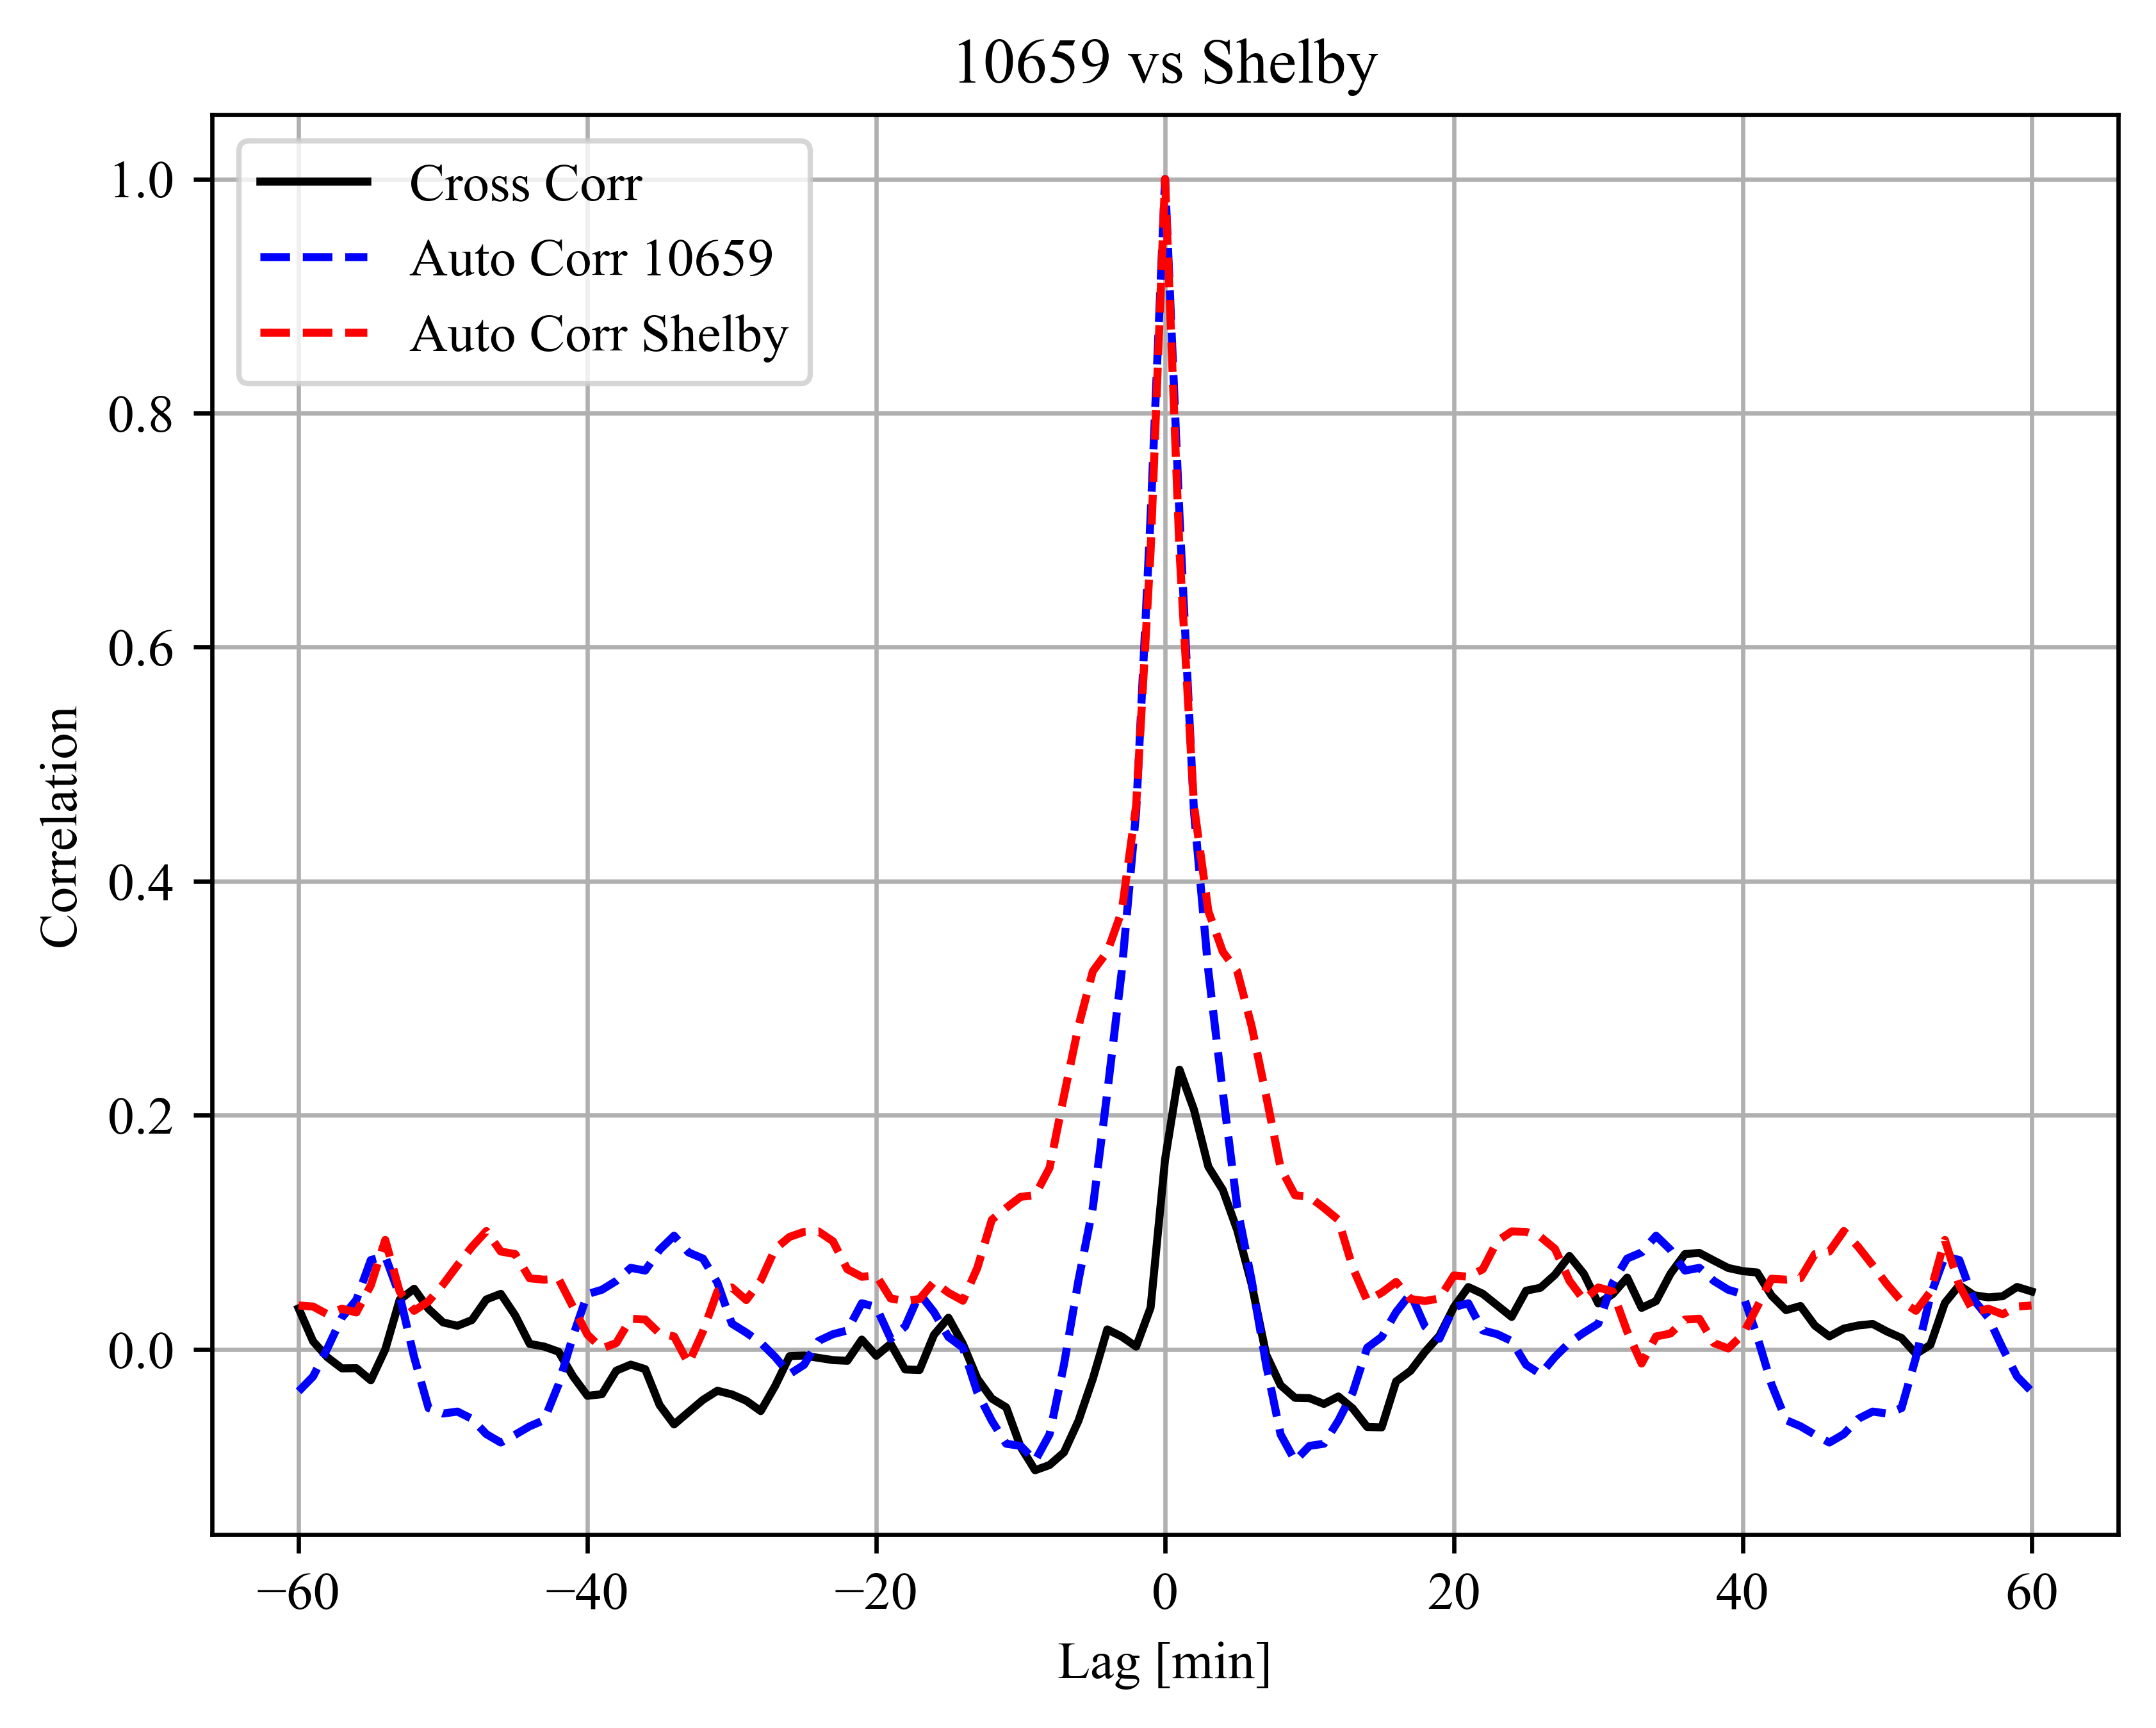 10659 vs Shelby
Cross Corr
Auto Corr 10659
Auto Corr Shelby
1.0
0.8
0.6
0.4
0.2
0.0
Correlation
−60 −40 −20 0 20 40 60
Lag [min]